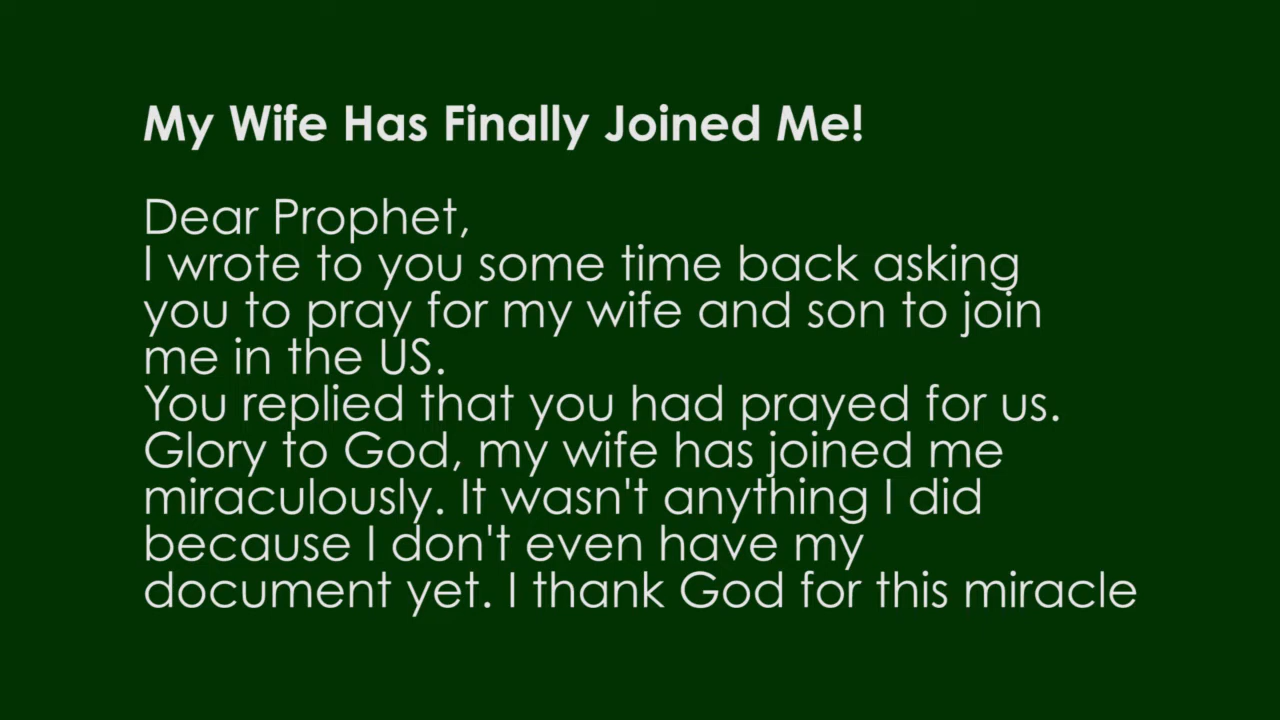 My Wife Has Finally Joined Me!
Dear Prophet,
I wrote to you some time back asking
you to pray for my wife and son to join
me in the US.
You replied that you had prayed for us.
Glory to God, my wife has joined me
miraculously. It wasn't anything I did
because I don't even have my
document yet. I thank God for this miracle